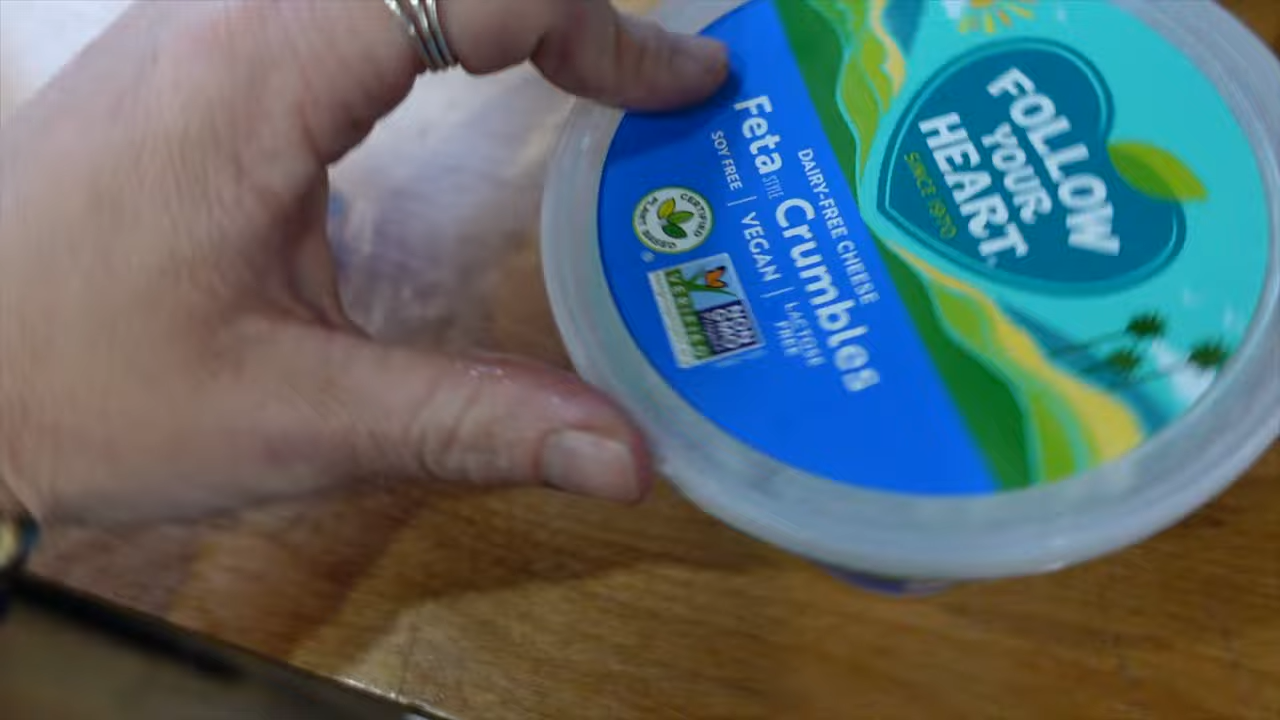 FOLLOW
YOUR
HEART
SINCE 1970
DAIRY-FREE CHEESE
Feta STYLE Crumbles
SOY FREE | VEGAN | LACTOSE FREE
CERTIFIED
PLANT BASED
NON
GMO
VERIFIED